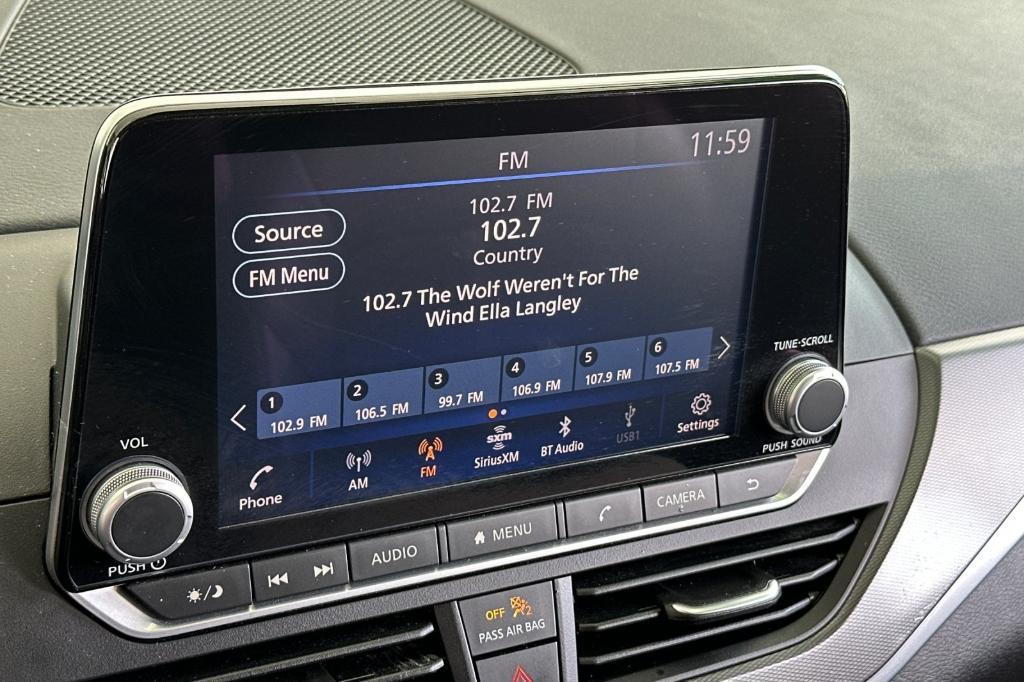 FM
11:59
102.7 FM
102.7
Country
Source
FM Menu
102.7 The Wolf Weren't For The
Wind Ella Langley
1
102.9 FM
2
106.5 FM
3
99.7 FM
4
106.9 FM
5
107.9 FM
6
107.5 FM
Phone
AM
FM
sxm
SiriusXM
BT Audio
USB1
Settings
VOL
PUSH
TUNE·SCROLL
PUSH SOUND
AUDIO
MENU
CAMERA
OFF 2
PASS AIR BAG